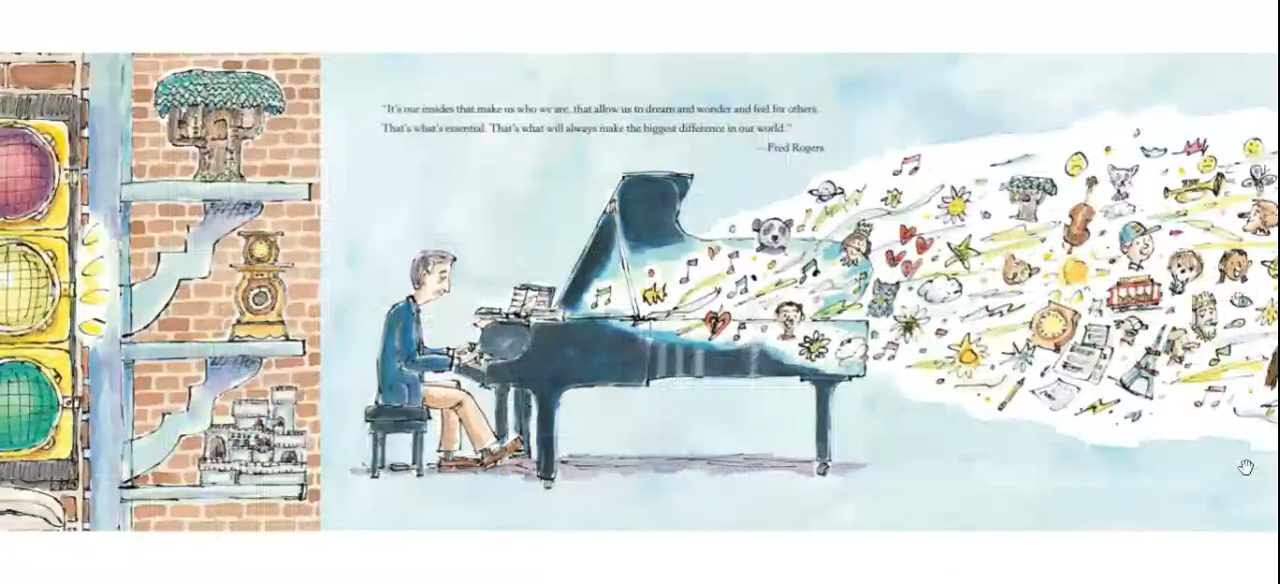 "It's our insides that make us who we are, that allow us to dream and wonder and feel for others.
That's what's essential. That's what will always make the biggest difference in our world."
—Fred Rogers